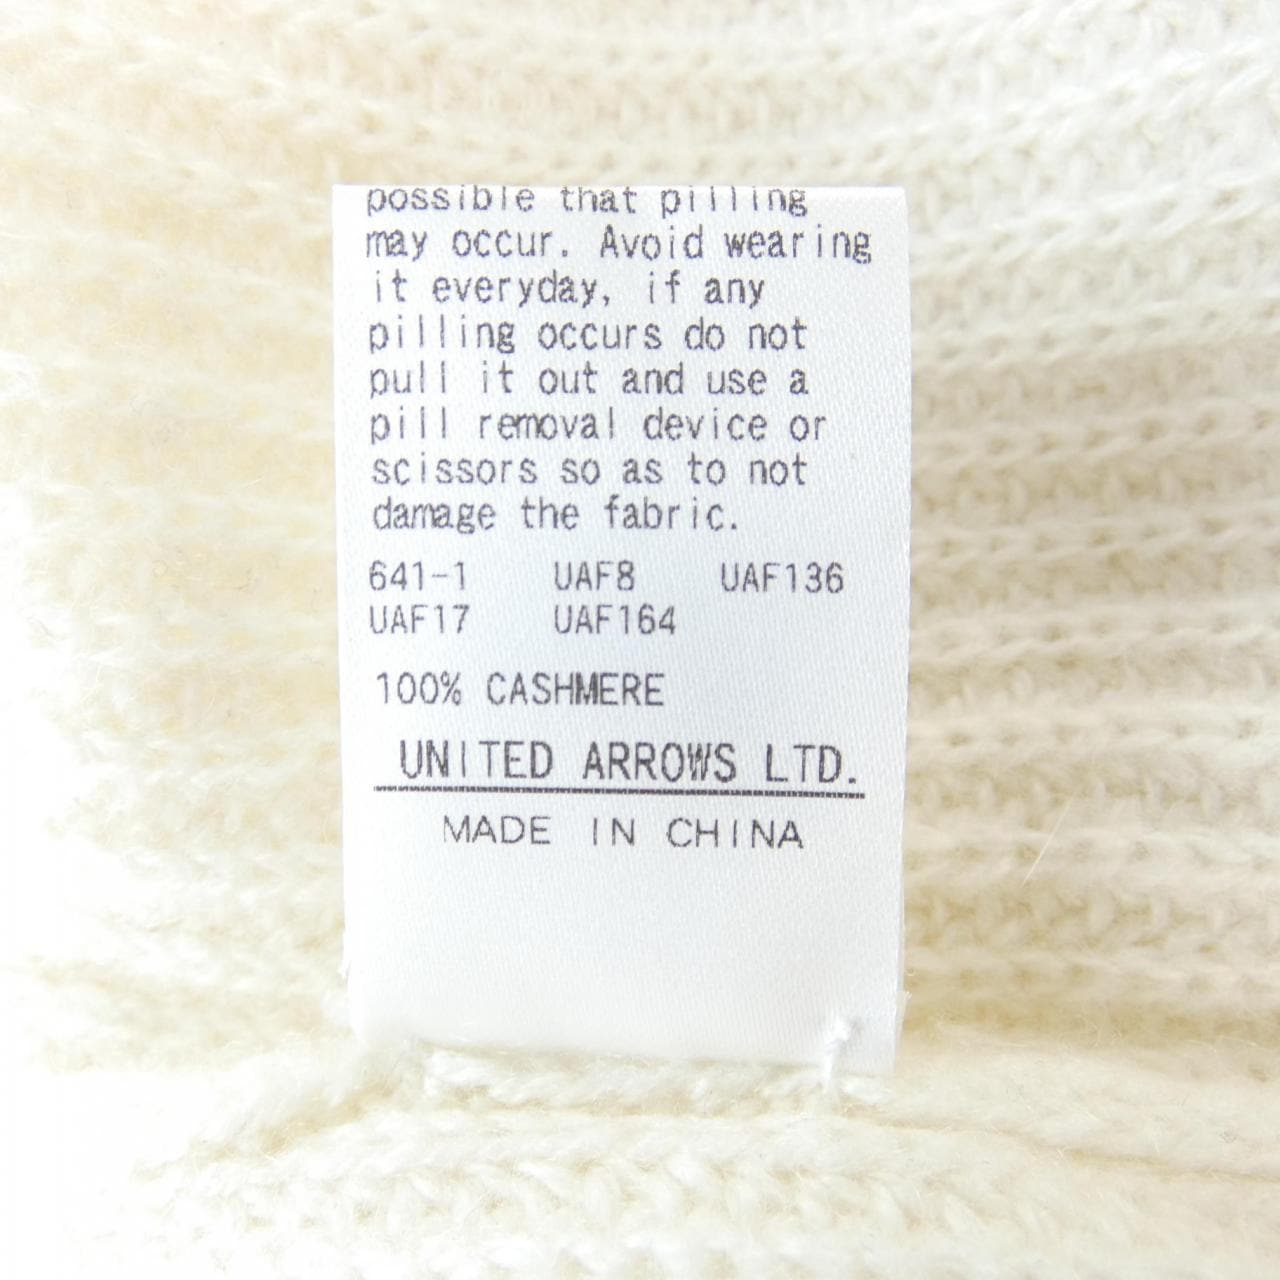 possible that pilling
may occur. Avoid wearing
it everyday, if any
pilling occurs do not
pull it out and use a
pill removal device or
scissors so as to not
damage the fabric.
641-1 UAF8 UAF136
UAF17 UAF164
100% CASHMERE
UNITED ARROWS LTD.
MADE IN CHINA